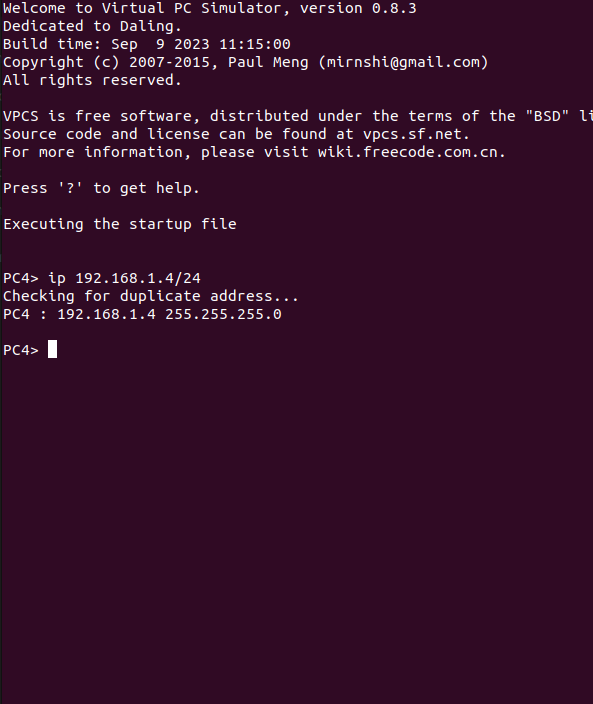 Welcome to Virtual PC Simulator, version 0.8.3
Dedicated to Daling.
Build time: Sep  9 2023 11:15:00
Copyright (c) 2007-2015, Paul Meng (mirnshi@gmail.com)
All rights reserved.
VPCS is free software, distributed under the terms of the "BSD" li
Source code and license can be found at vpcs.sf.net.
For more information, please visit wiki.freecode.com.cn.
Press '?' to get help.
Executing the startup file
PC4> ip 192.168.1.4/24
Checking for duplicate address...
PC4 : 192.168.1.4 255.255.255.0
PC4>